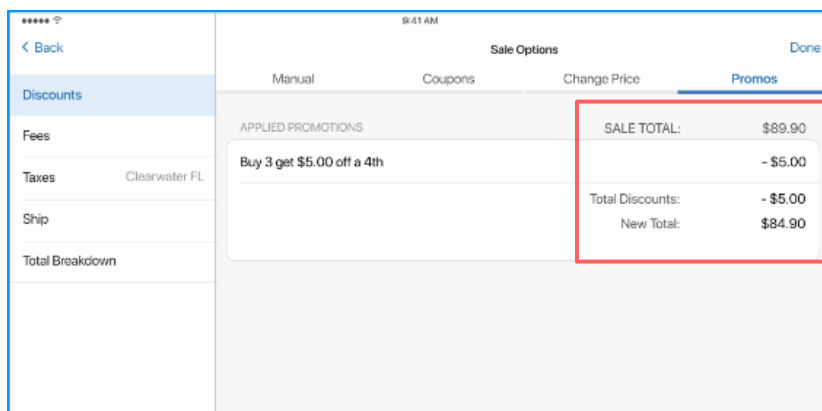 9:41 AM
Back
Sale Options
Done
Manual
Coupons
Change Price
Promos
Discounts
Fees
Taxes
Clearwater FL
Ship
Total Breakdown
APPLIED PROMOTIONS
SALE TOTAL:
$89.90
Buy 3 get $5.00 off a 4th
- $5.00
Total Discounts:
- $5.00
New Total:
$84.90